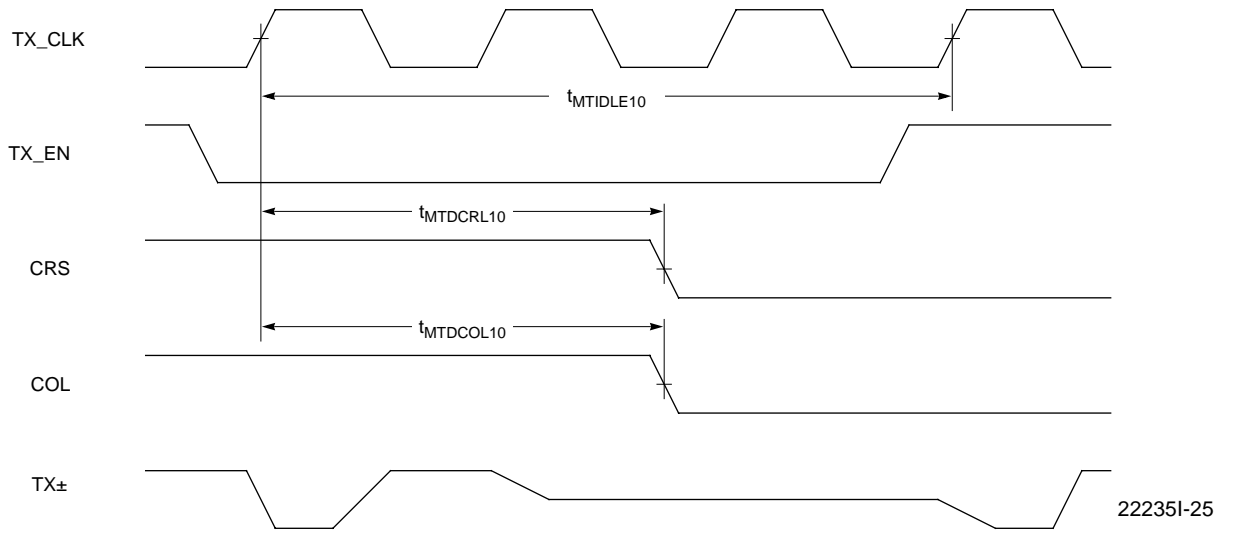 TX_CLK
tMTIDLE10
TX_EN
tMTDCRL10
CRS
tMTDCOL10
COL
TX±
22235I-25